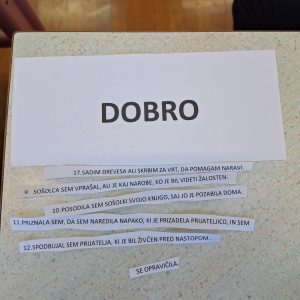 DOBRO
17.SADIM DREVESA ALI SKRBIM ZA VRT, DA POMAGAM NARAVI.
9. SOŠOLCA SEM VPRAŠAL, ALI JE KAJ NAROBE, KO JE BIL VIDETI ŽALOSTEN.
10.POSODILA SEM SOŠOLKI SVOJO KNJIGO, SAJ JO JE POZABILA DOMA.
11.PRIZNALA SEM, DA SEM NAREDILA NAPAKO, KI JE PRIZADELA PRIJATELJICO, IN SEM
12.SPODBUJAL SEM PRIJATELJA, KI JE BIL ŽIVČEN PRED NASTOPOM...
SE OPRAVIČILA.